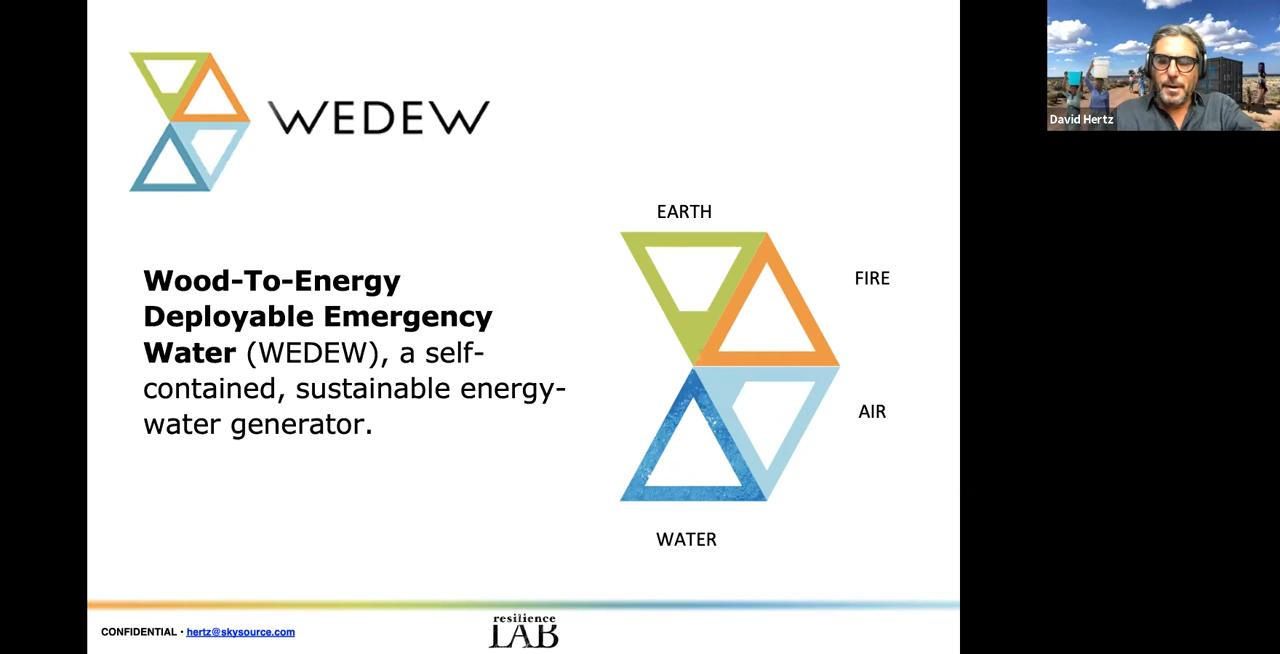 WEDEW
David Hertz
EARTH
FIRE
Wood-To-Energy
Deployable Emergency
Water (WEDEW), a self-
contained, sustainable energy-
water generator.
AIR
WATER
CONFIDENTIAL · hertz@skysource.com
resilience
LAB